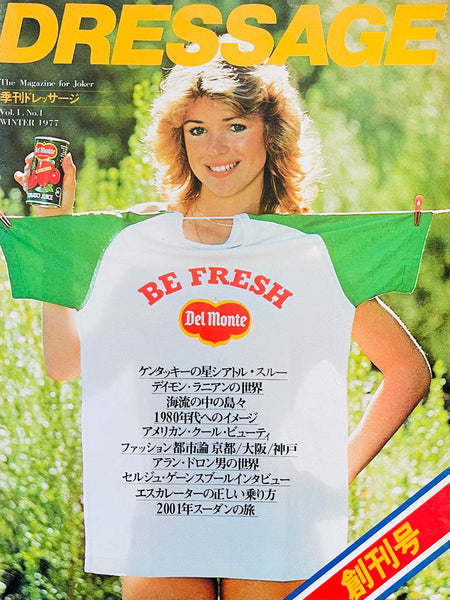 DRESSAGE
The Magazine for Joker
季刊ドレッサージ
Vol. 1, No.1
WINTER 1977
Del Monte
TOMATO JUICE
BE FRESH
Del Monte
ケンタッキーの星シアトル・スルー
デイモン・ラニアンの世界
海流の中の島々
1980年代へのイメージ
アメリカン・クール・ビューティ
ファッション都市論 京都/大阪/神戸
アラン・ドロン男の世界
セルジュ・ゲーンスブールインタビュー
エスカレーターの正しい乗り方
2001年スーダンの旅
創刊号